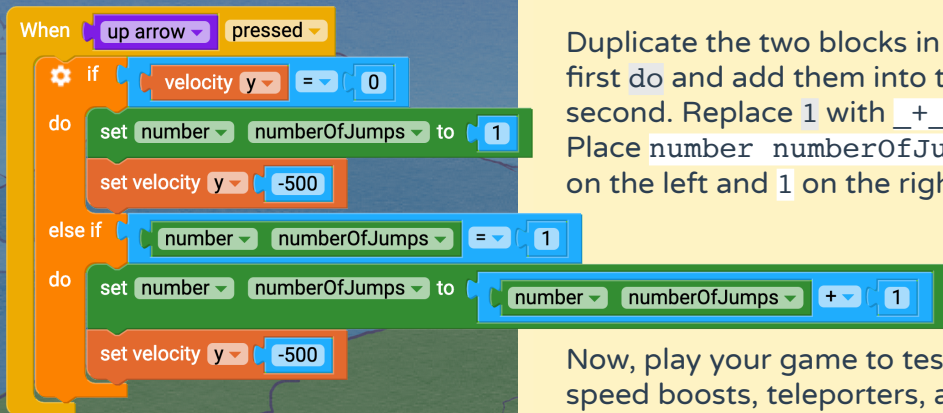 When up arrow pressed
if velocity y = 0
do set number numberOfJumps to 1
set velocity y -500
else if number numberOfJumps = 1
do set number numberOfJumps to number numberOfJumps + 1
set velocity y -500
Duplicate the two blocks in
first do and add them into
second. Replace 1 with _+_
Place number numberOfJu
on the left and 1 on the
Now, play your game to
speed boosts, teleporters,